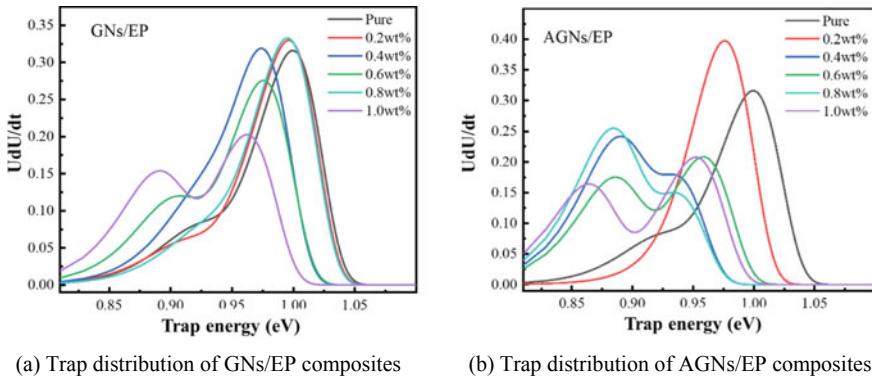 GNs/EP
Pure
0.2wt%
0.4wt%
0.6wt%
0.8wt%
1.0wt%
0.35
0.30
0.25
0.20
0.15
0.10
0.05
0.00
UdU/dt
0.85
0.90
0.95
1.00
1.05
Trap energy (eV)
(a) Trap distribution of GNs/EP composites
AGNs/EP
Pure
0.2wt%
0.4wt%
0.6wt%
0.8wt%
1.0wt%
0.40
0.35
0.30
0.25
0.20
0.15
0.10
0.05
0.00
UdU/dt
0.85
0.90
0.95
1.00
1.05
Trap energy (eV)
(b) Trap distribution of AGNs/EP composites